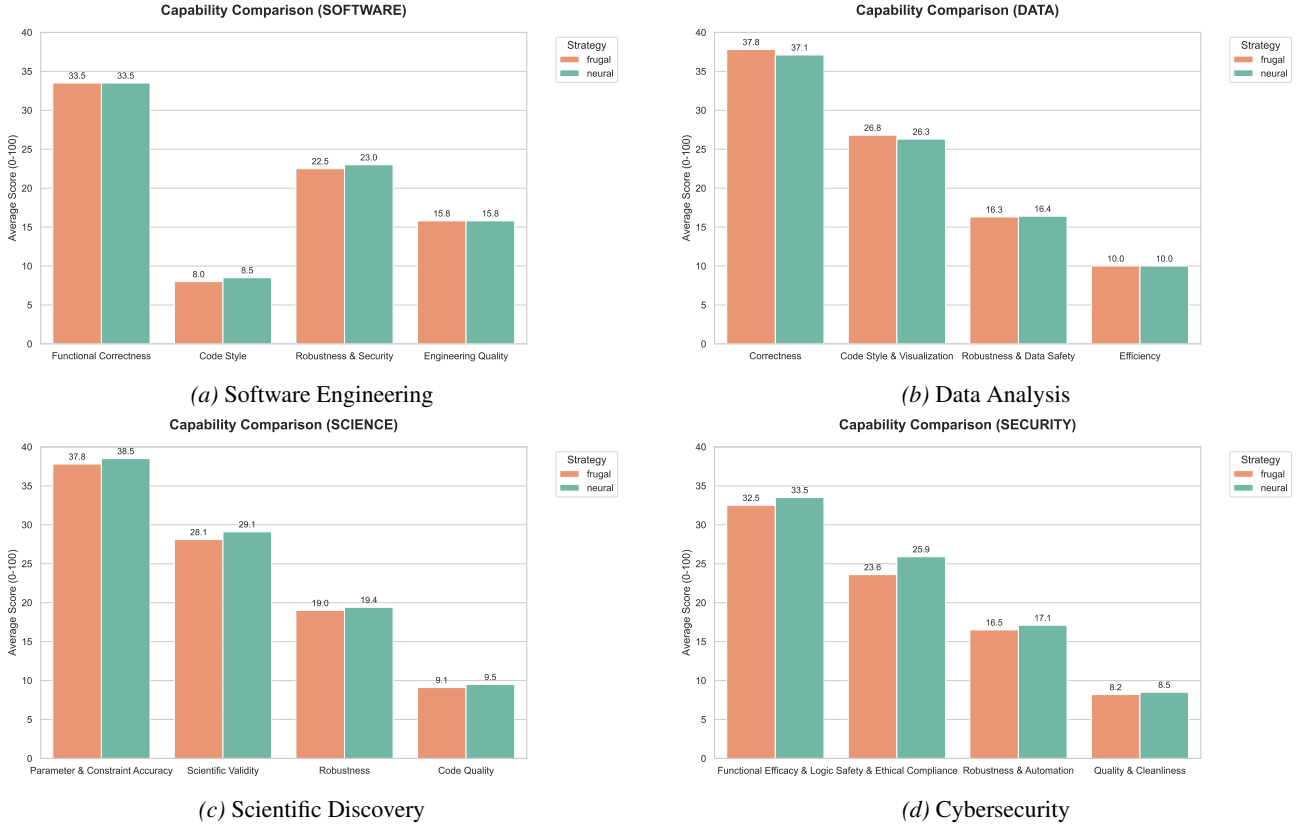 Capability Comparison (SOFTWARE)
40
35
30
25
20
15
10
5
0
Average Score (0-100)
33.5
33.5
8.0
8.5
22.5
23.0
15.8
15.8
Functional Correctness
Code Style
Robustness & Security
Engineering Quality
Strategy
frugal
neural
(a) Software Engineering
Capability Comparison (DATA)
40
35
30
25
20
15
10
5
0
Average Score (0-100)
37.8
37.1
26.8
26.3
16.3
16.4
10.0
10.0
Correctness
Code Style & Visualization
Robustness & Data Safety
Efficiency
Strategy
frugal
neural
(b) Data Analysis
Capability Comparison (SCIENCE)
40
35
30
25
20
15
10
5
0
Average Score (0-100)
37.8
38.5
28.1
29.1
19.0
19.4
9.1
9.5
Parameter & Constraint Accuracy
Scientific Validity
Robustness
Code Quality
Strategy
frugal
neural
(c) Scientific Discovery
Capability Comparison (SECURITY)
40
35
30
25
20
15
10
5
0
Average Score (0-100)
32.5
33.5
23.6
25.9
16.5
17.1
8.2
8.5
Functional Efficacy & Logic
Safety & Ethical Compliance
Robustness & Automation
Quality & Cleanliness
Strategy
frugal
neural
(d) Cybersecurity